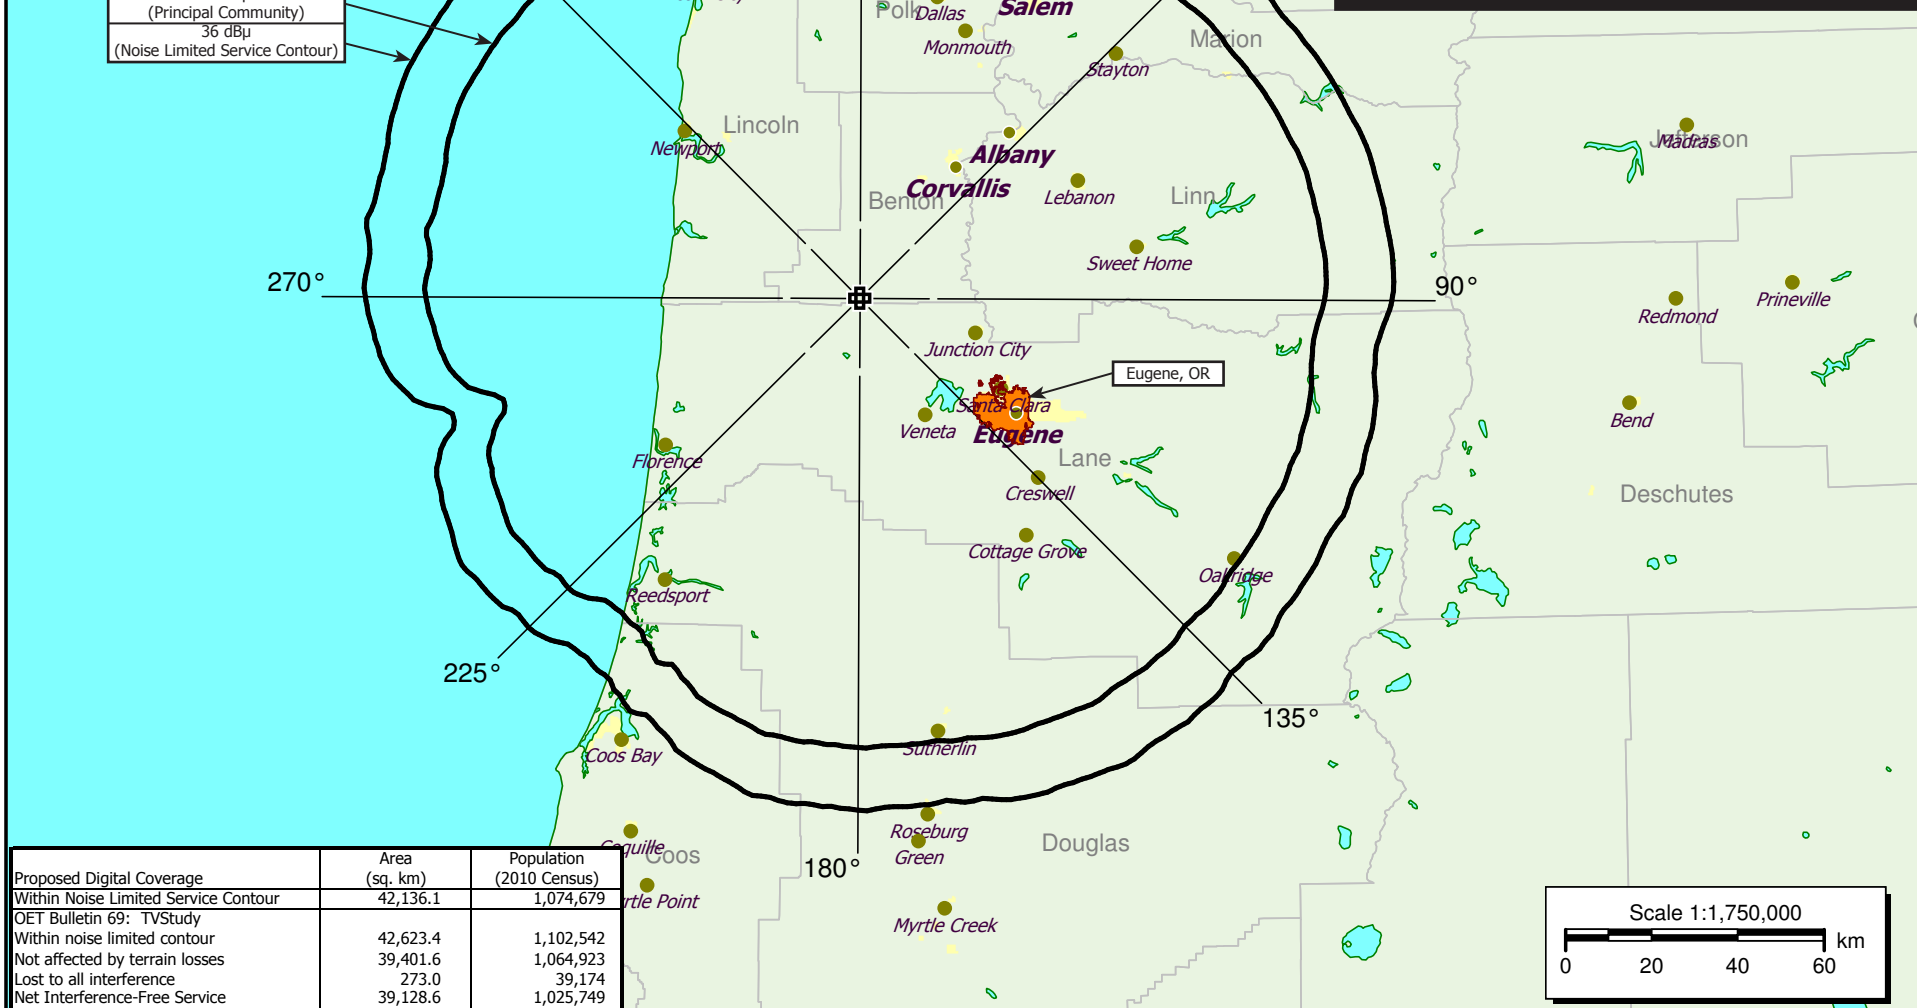 (Principal Community)
36 dBµ
(Noise Limited Service Contour)
Polk
Dallas
Salem
Monmouth
Marion
Stayton
Lincoln
Newport
Albany
Corvallis
Benton
Lebanon
Linn
Sweet Home
Jefferson
Madras
270°
90°
Prineville
Redmond
Junction City
Eugene, OR
Santa Clara
Veneta
Eugene
Bend
Florence
Lane
Creswell
Deschutes
Cottage Grove
Oakridge
Reedsport
225°
135°
Sutherlin
Coos Bay
Roseburg
Green
Douglas
Coquille
Coos
180°
rtle Point
Myrtle Creek
Proposed Digital Coverage Area (sq. km) Population (2010 Census)
Within Noise Limited Service Contour 42,136.1 1,074,679
OET Bulletin 69: TVStudy
Within noise limited contour 42,623.4 1,102,542
Not affected by terrain losses 39,401.6 1,064,923
Lost to all interference 273.0 39,174
Net Interference-Free Service 39,128.6 1,025,749
Scale 1:1,750,000
km
0 20 40 60